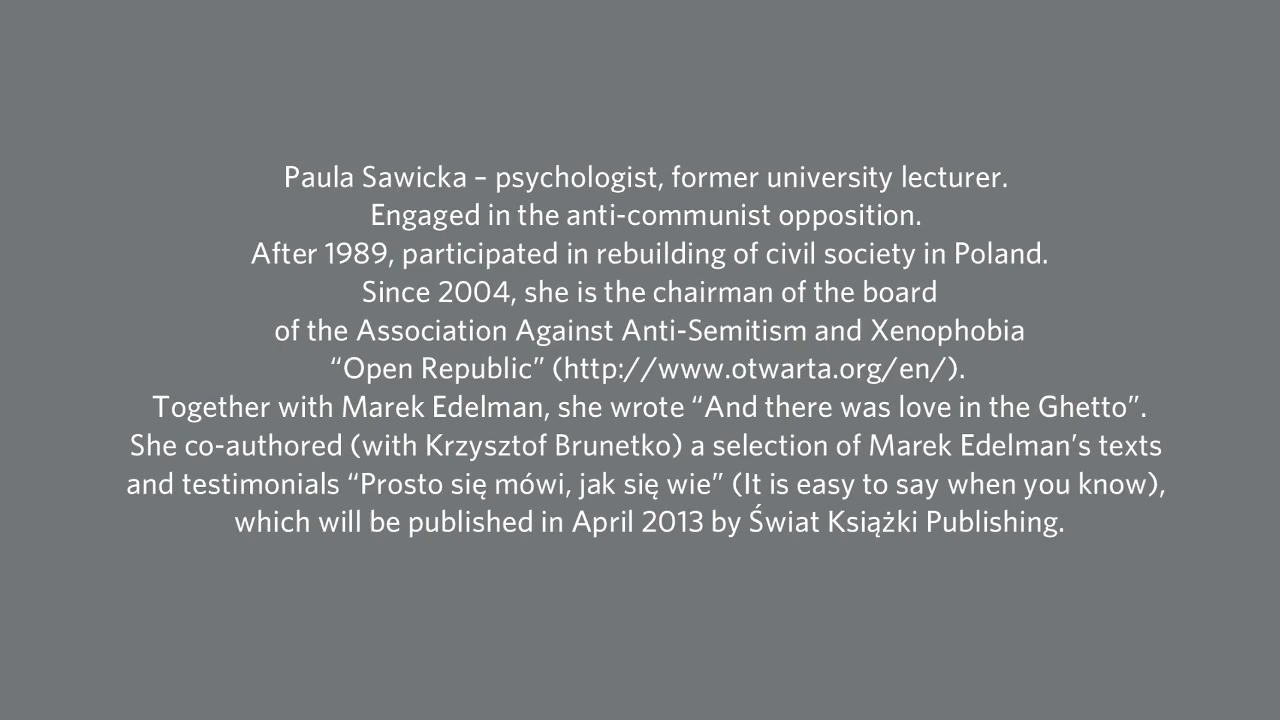 Paula Sawicka – psychologist, former university lecturer.
Engaged in the anti-communist opposition.
After 1989, participated in rebuilding of civil society in Poland.
Since 2004, she is the chairman of the board
of the Association Against Anti-Semitism and Xenophobia
“Open Republic” (http://www.otwarta.org/en/).
Together with Marek Edelman, she wrote “And there was love in the Ghetto”.
She co-authored (with Krzysztof Brunetko) a selection of Marek Edelman’s texts
and testimonials “Prosto się mówi, jak się wie” (It is easy to say when you know),
which will be published in April 2013 by Świat Książki Publishing.